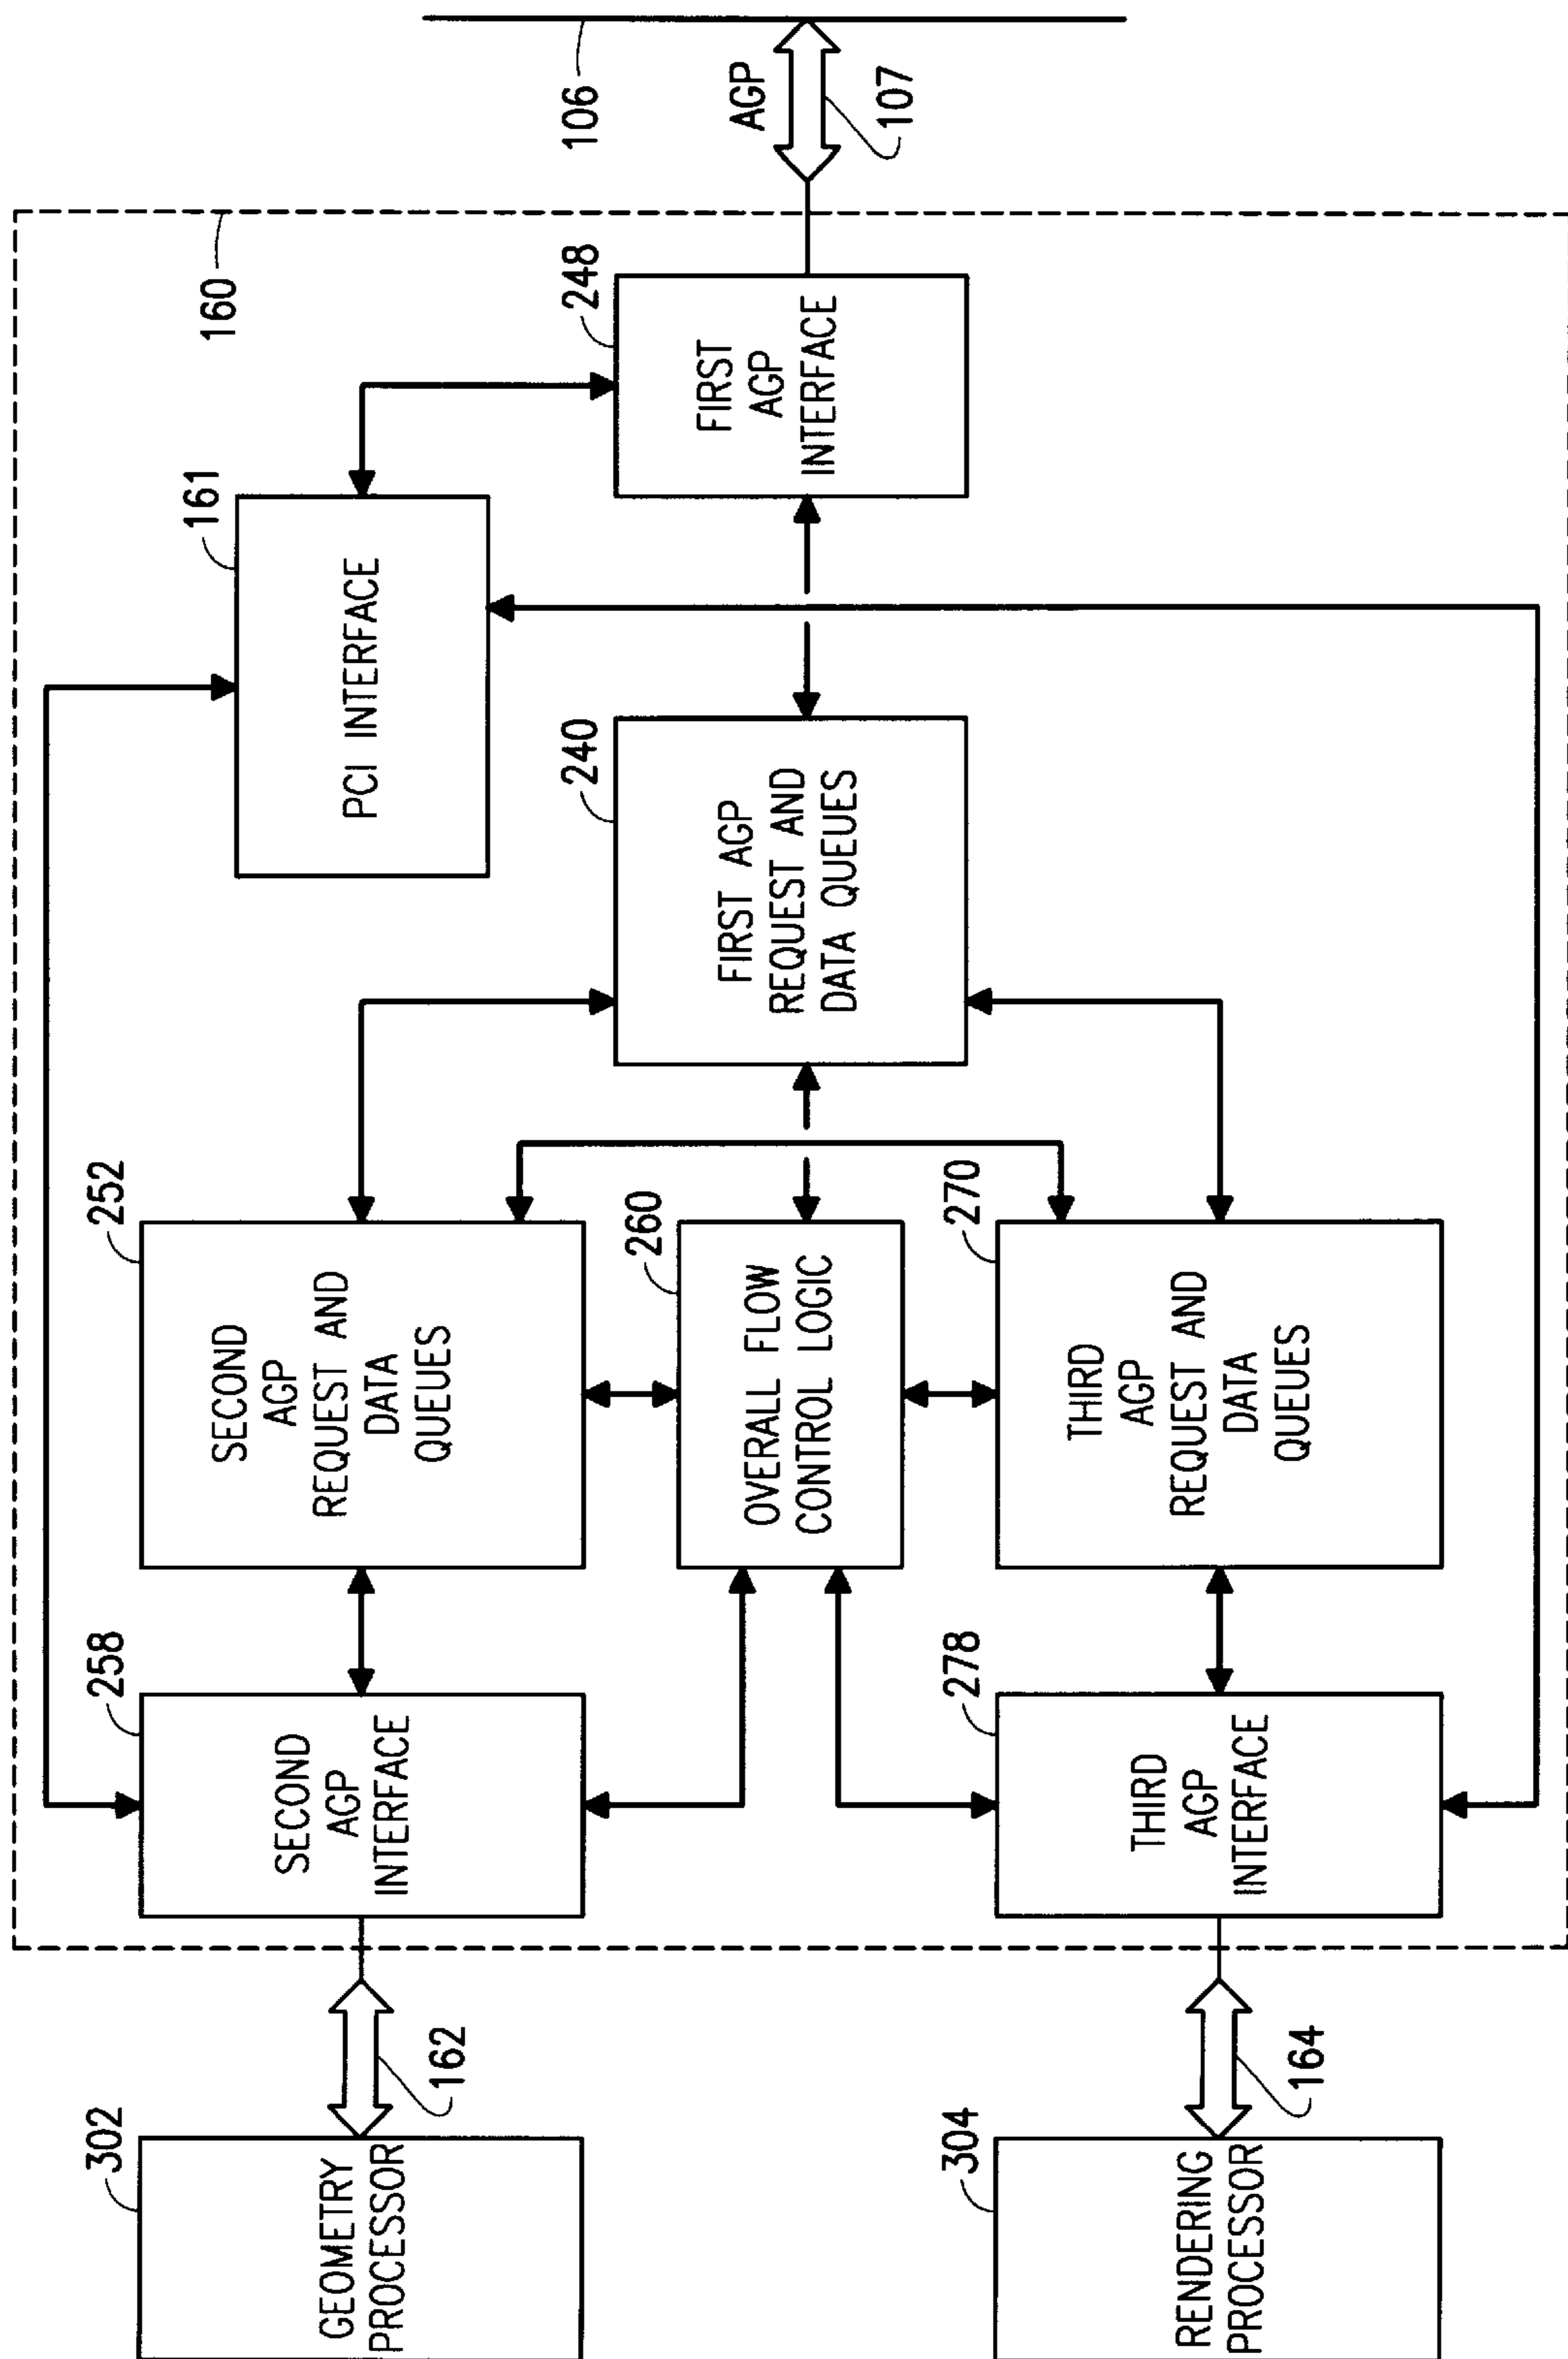 106
AGP
107
160
248
FIRST
AGP
INTERFACE
161
PCI INTERFACE
240
FIRST AGP
REQUEST AND
DATA QUEUES
252
SECOND
AGP
REQUEST AND
DATA
QUEUES
260
OVERALL FLOW
CONTROL LOGIC
270
THIRD
AGP
REQUEST AND
DATA
QUEUES
258
SECOND
AGP
INTERFACE
278
THIRD
AGP
INTERFACE
162
164
302
GEOMETRY
PROCESSOR
304
RENDERING
PROCESSOR